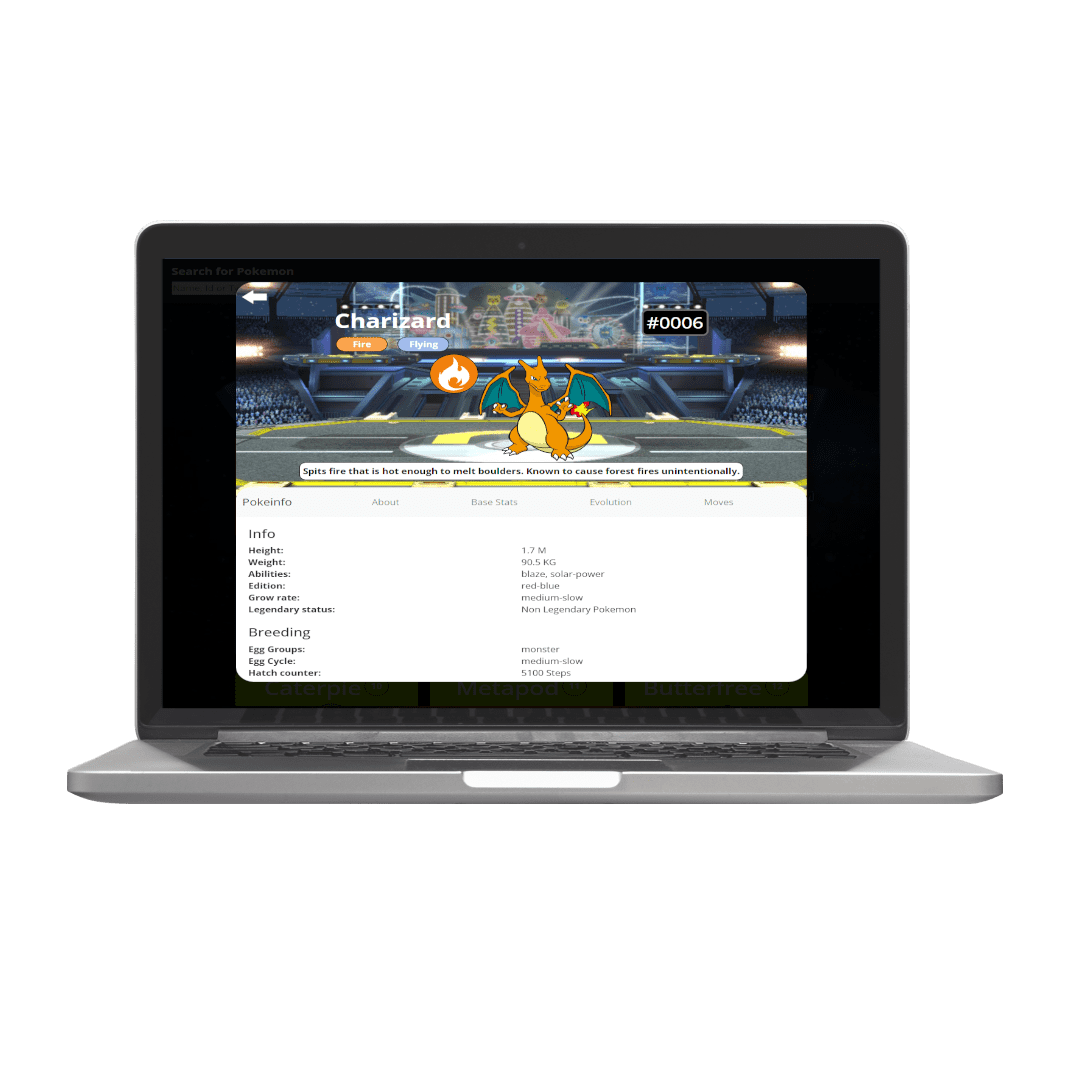 Search for Pokemon
Charizard
#0006
Fire
Flying
Spits fire that is hot enough to melt boulders. Known to cause forest fires unintentionally.
Pokeinfo About Base Stats Evolution Moves
Info
Height: 1.7 M
Weight: 90.5 KG
Abilities: blaze, solar-power
Edition: red-blue
Grow rate: medium-slow
Legendary status: Non Legendary Pokemon
Breeding
Egg Groups: monster
Egg Cycle: medium-slow
Hatch counter: 5100 Steps
Caterpie Metapod Butterfree